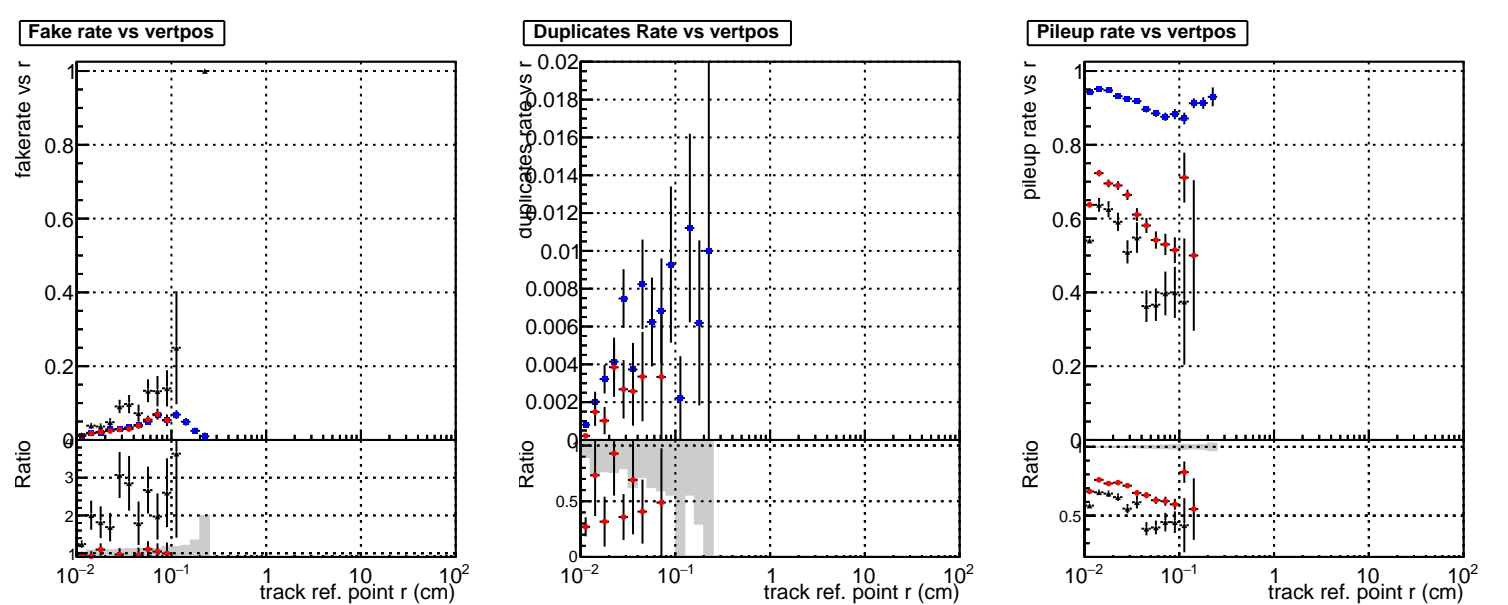 Fake rate vs vertpos
fakerate vs r
1
0.8
0.6
0.4
0.2
0
Ratio
3
2
1
10⁻² 10⁻¹ 1 10 10²
track ref. point r (cm)
Duplicates Rate vs vertpos
duplicates rate vs r
0.02
0.018
0.016
0.014
0.012
0.01
0.008
0.006
0.004
0.002
0
Ratio
1
0.5
0
10⁻² 10⁻¹ 1 10 10²
track ref. point r (cm)
Pileup rate vs vertpos
pileup rate vs r
1
0.8
0.6
0.4
0.2
0
Ratio
1
0.5
10⁻² 10⁻¹ 1 10 10²
track ref. point r (cm)